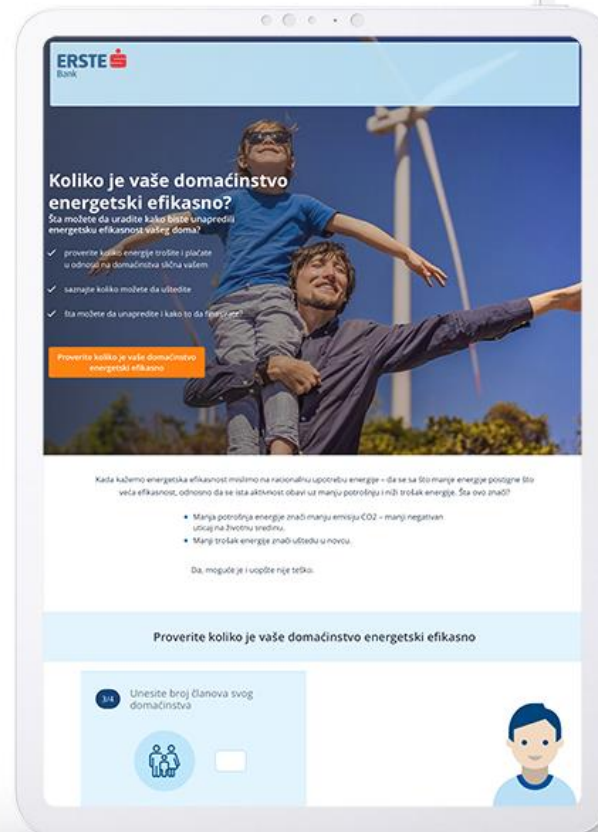 ERSTE
Bank
Koliko je vaše domaćinstvo
energetski efikasno?
Šta možete da uradite kako biste unapredili
energetsku efikasnost vašeg doma?
proverite koliko energije trošite i plaćate
u odnosu na domaćinstva slična vašem
saznajte koliko možete da uštedite
šta možete da unapredite i kako to da finansirate?
Proverite koliko je vaše domaćinstvo
energetski efikasno
Kada kažemo energetska efikasnost mislimo na racionalnu upotrebu energije – da se sa što manje energije postigne što
veća efikasnost, odnosno da se ista aktivnost obavi uz manju potrošnju i niži trošak energije. Šta ovo znači?
Manja potrošnja energije znači manju emisiju CO2 – manji negativan
uticaj na životnu sredinu.
Manji trošak energije znači uštedu u novcu.
Da, moguće je i uopšte nije teško.
Proverite koliko je vaše domaćinstvo energetski efikasno
3/4
Unesite broj članova svog
domaćinstva